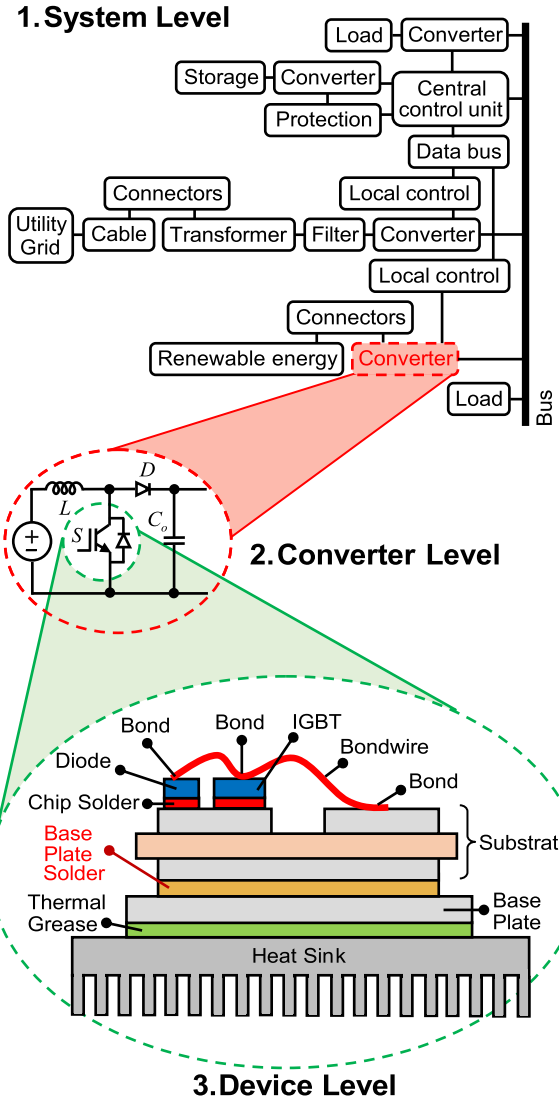 1. System Level
Load
Converter
Storage
Converter
Central
control unit
Protection
Data bus
Connectors
Local control
Utility
Grid
Cable
Transformer
Filter
Converter
Local control
Connectors
Renewable energy
Converter
Load
Bus
D
L
S
Co
2. Converter Level
Bond
Bond
IGBT
Diode
Bondwire
Chip Solder
Bond
Base
Plate
Solder
Substrat
Thermal
Grease
Base
Plate
Heat Sink
3. Device Level